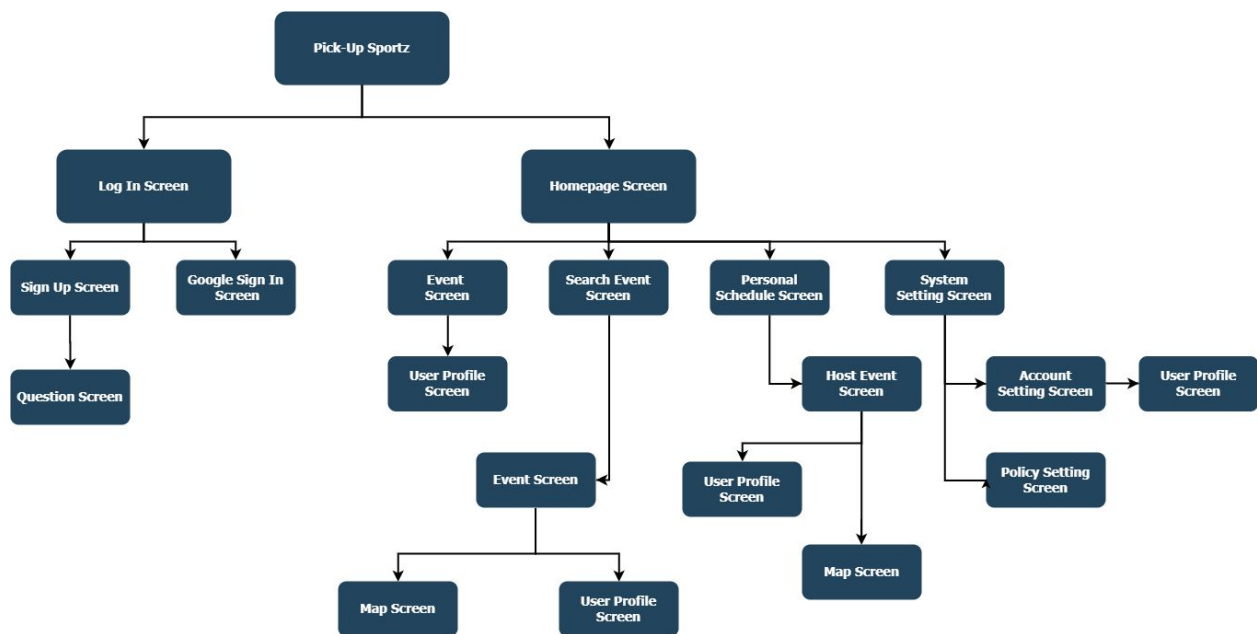 Pick-Up Sportz
Log In Screen
Homepage Screen
Sign Up Screen
Google Sign In
Screen
Event
Screen
Search Event
Screen
Personal
Schedule Screen
System
Setting Screen
Question Screen
User Profile
Screen
Host Event
Screen
Account
Setting Screen
User Profile
Screen
Event Screen
User Profile
Screen
Policy Setting
Screen
Map Screen
User Profile
Screen
Map Screen